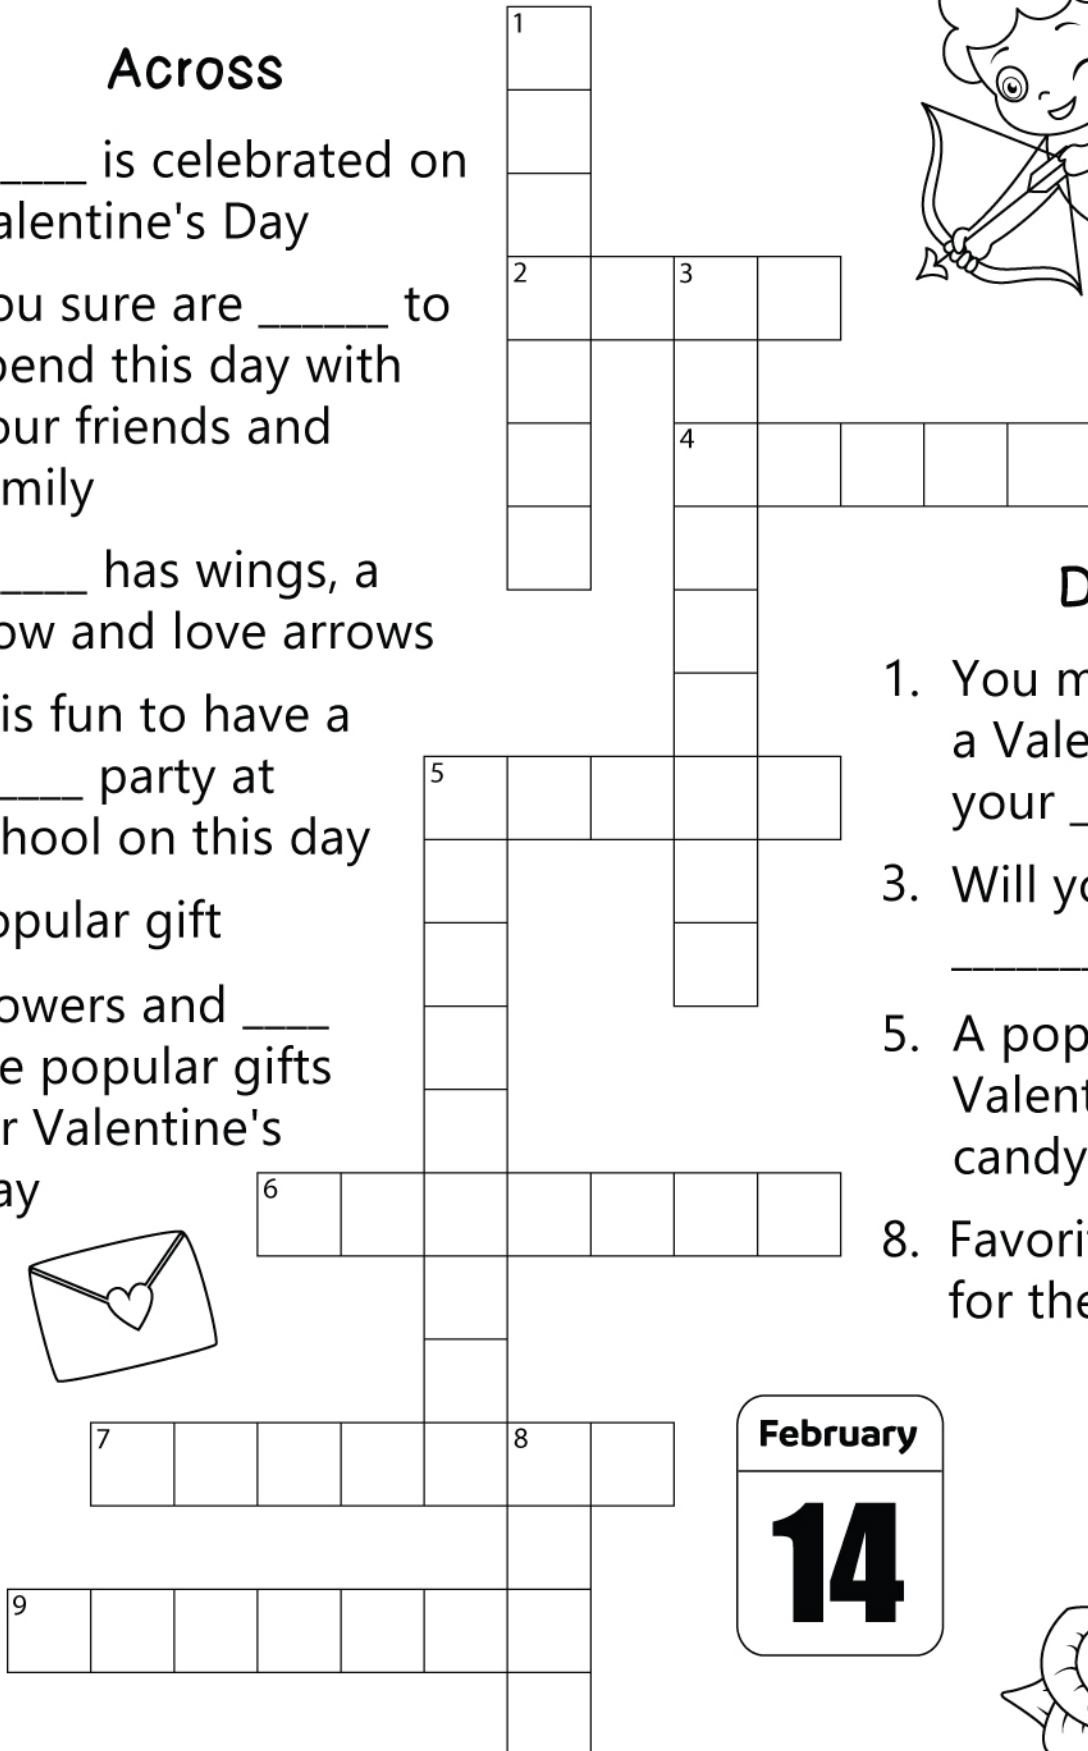 Across
____ is celebrated on
alentine's Day
ou sure are ______ to
pend this day with
our friends and
mily
____ has wings, a
ow and love arrows
is fun to have a
____ party at
hool on this day
opular gift
owers and ____
e popular gifts
r Valentine's
ay
1
2 3
4
5
6
7 8
9
D
1. You m
a Vale
your _
3. Will yo
______
5. A pop
Valent
candy
8. Favorit
for the
February
14